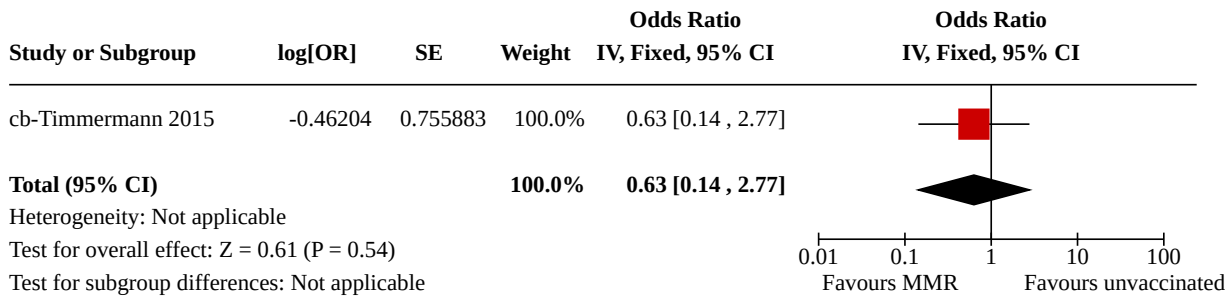 Odds Ratio Odds Ratio
Study or Subgroup log[OR] SE Weight IV, Fixed, 95% CI IV, Fixed, 95% CI
cb-Timmermann 2015 -0.46204 0.755883 100.0% 0.63 [0.14 , 2.77]
Total (95% CI) 100.0% 0.63 [0.14 , 2.77]
Heterogeneity: Not applicable
Test for overall effect: Z = 0.61 (P = 0.54)
0.01 0.1 1 10 100
Test for subgroup differences: Not applicable Favours MMR Favours unvaccinated